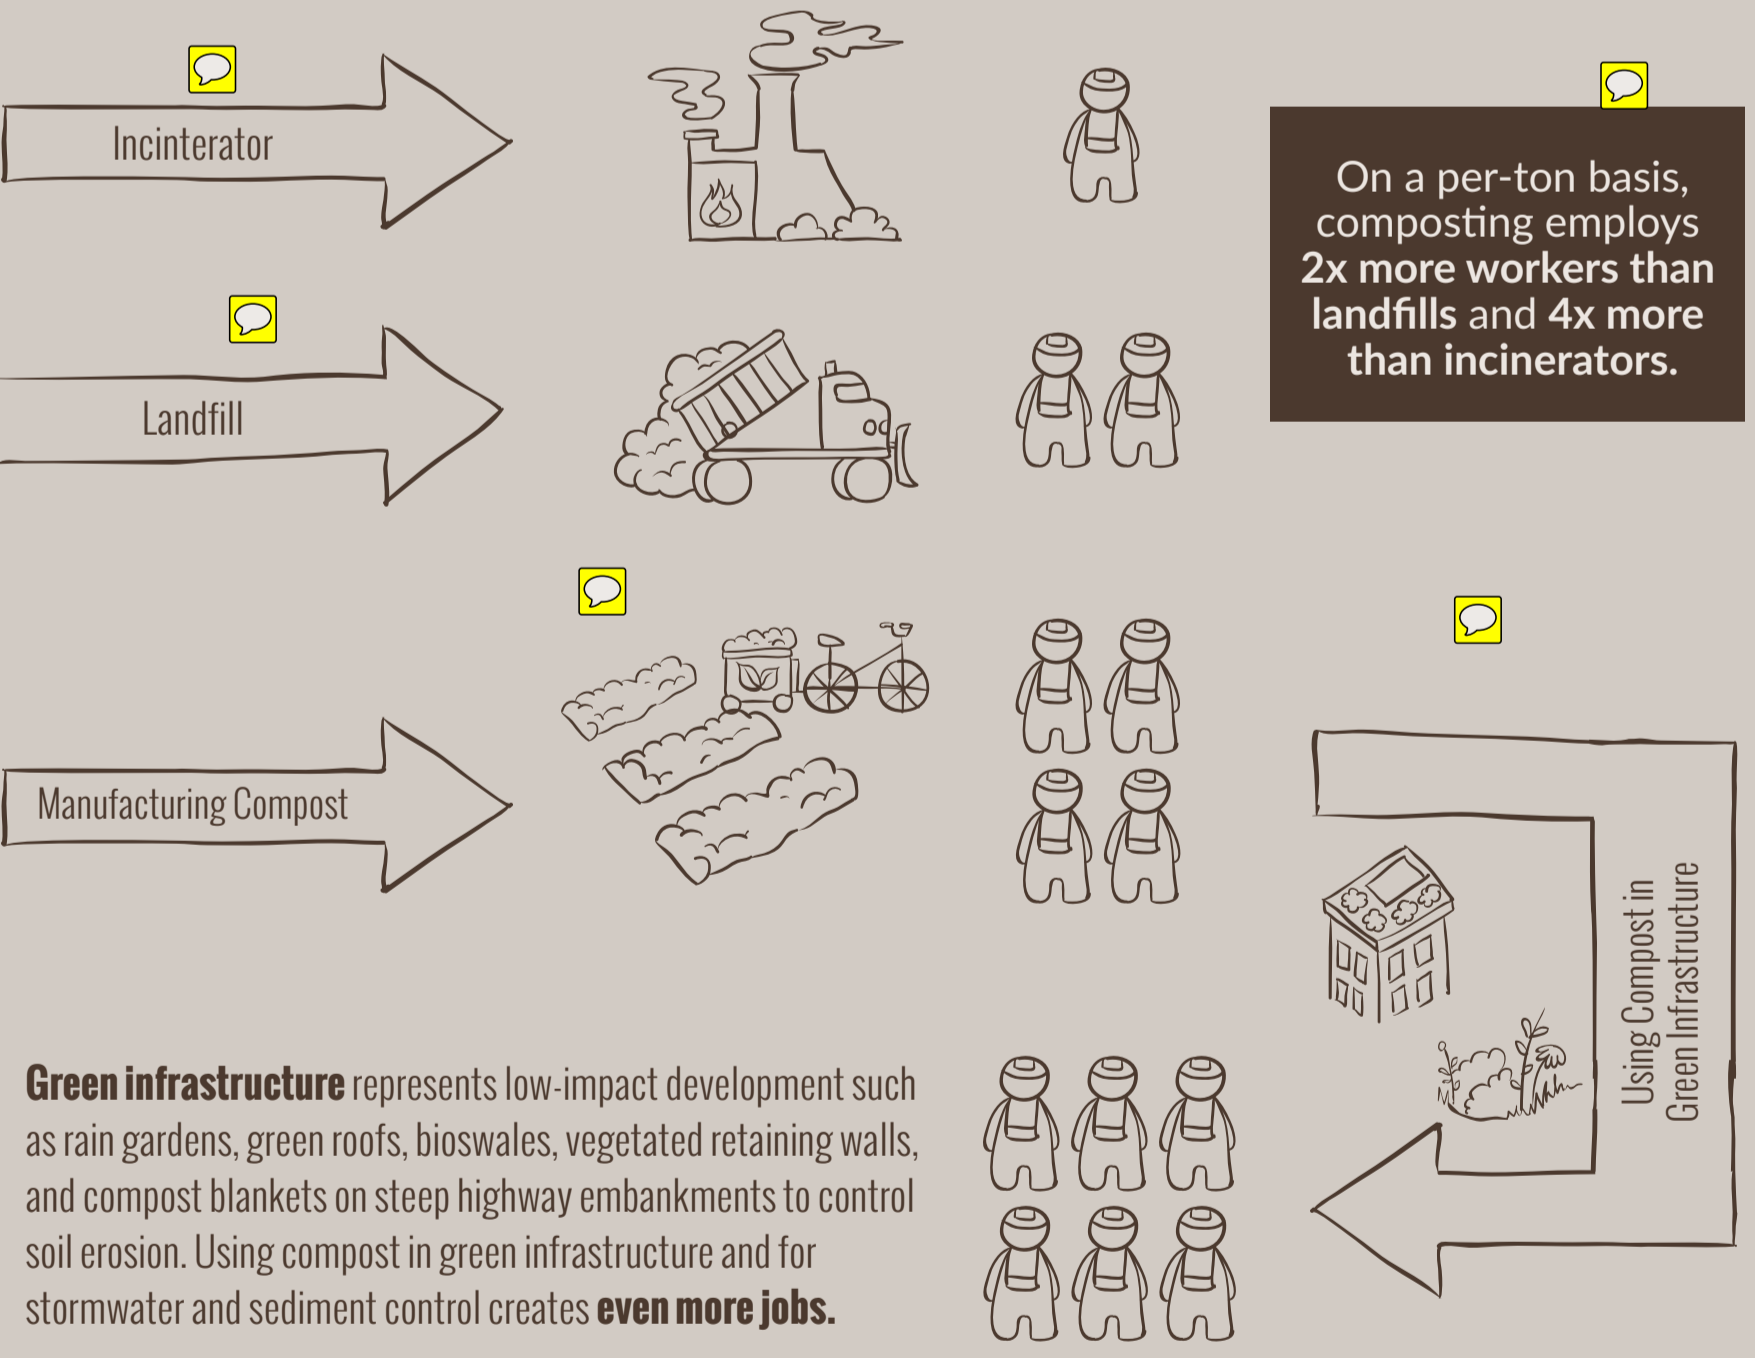 Incinterator
On a per-ton basis,
composting employs
2x more workers than
landfills and 4x more
than incinerators.
Landfill
Manufacturing Compost
Using Compost in
Green Infrastructure
Green infrastructure represents low-impact development such
as rain gardens, green roofs, bioswales, vegetated retaining walls,
and compost blankets on steep highway embankments to control
soil erosion. Using compost in green infrastructure and for
stormwater and sediment control creates even more jobs.